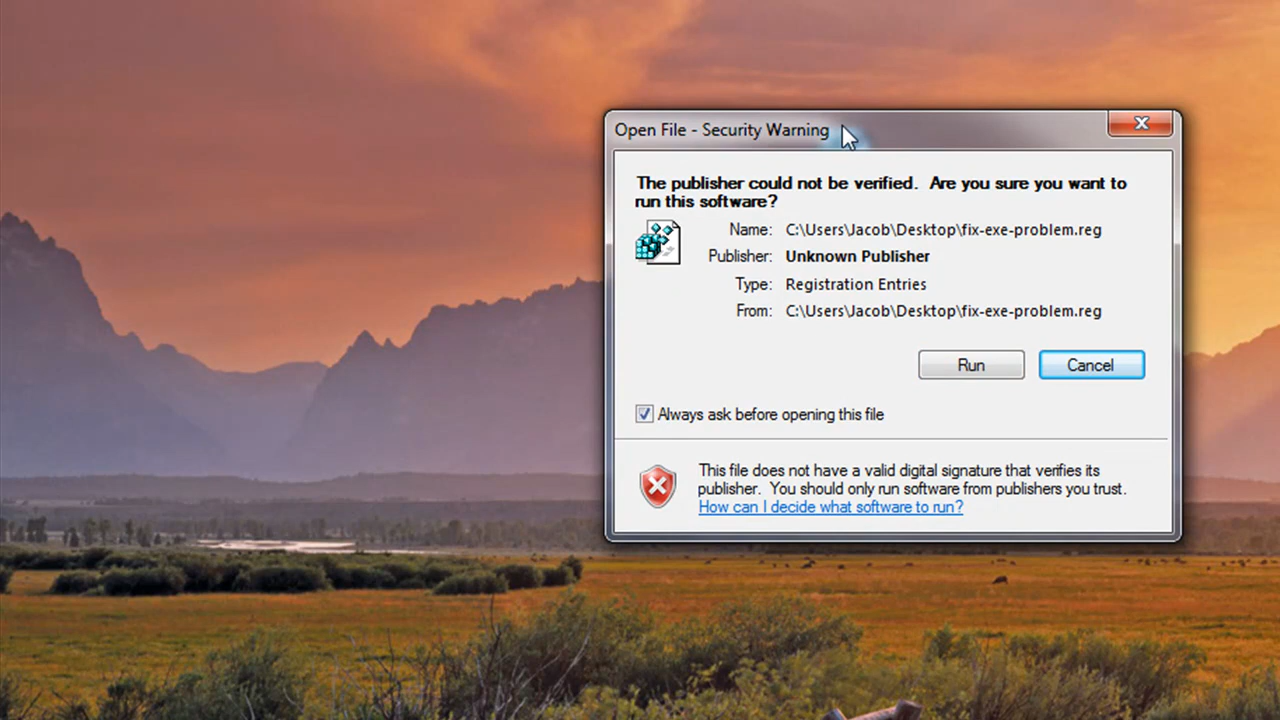 Open File - Security Warning
The publisher could not be verified. Are you sure you want to
run this software?
Name: C:\Users\Jacob\Desktop\fix-exe-problem.reg
Publisher: Unknown Publisher
Type: Registration Entries
From: C:\Users\Jacob\Desktop\fix-exe-problem.reg
Run Cancel
Always ask before opening this file
This file does not have a valid digital signature that verifies its
publisher. You should only run software from publishers you trust.
How can I decide what software to run?